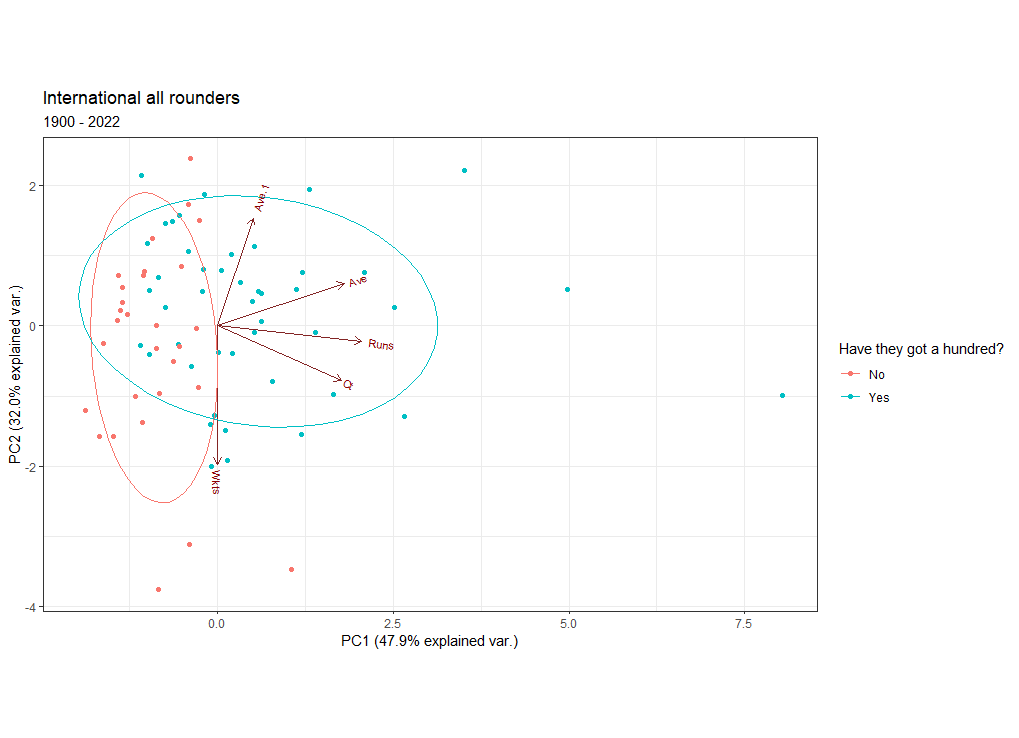 International all rounders
1900 - 2022
PC2 (32.0% explained var.)
2
0
-2
-4
Ave.1
Ave
Runs
Wkts
0.0 2.5 5.0 7.5
PC1 (47.9% explained var.)
Have they got a hundred?
No
Yes